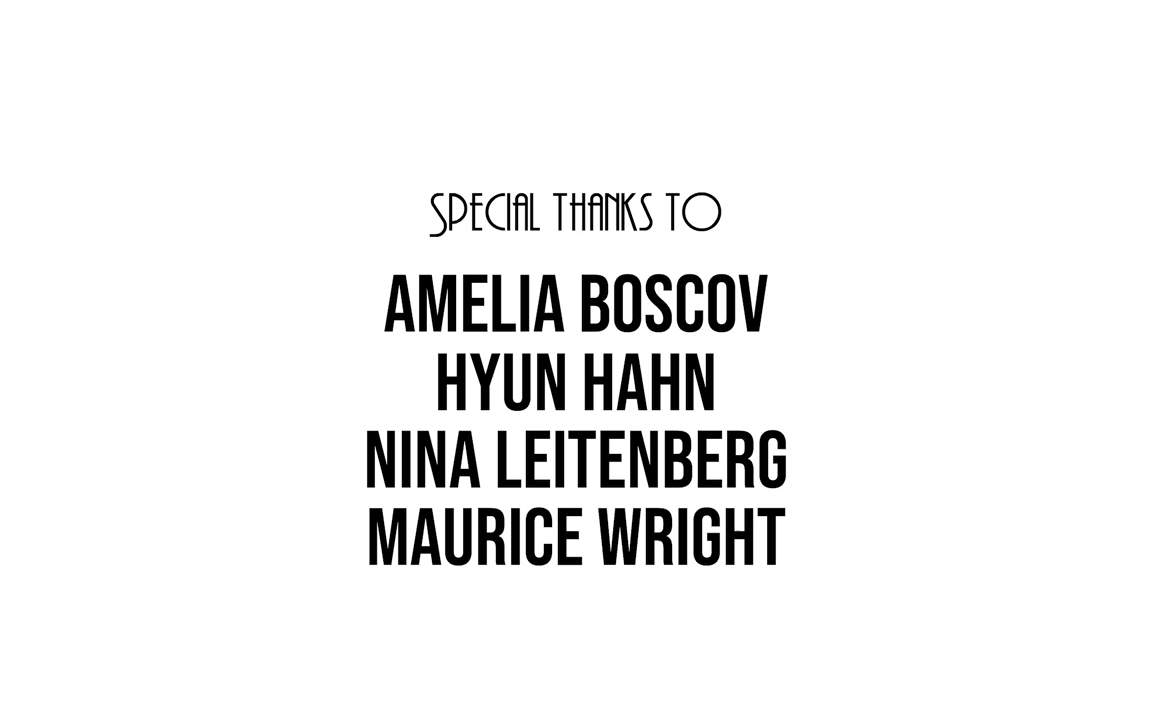 Special thanks to
AMELIA BOSCOV
HYUN HAHN
NINA LEITENBERG
MAURICE WRIGHT